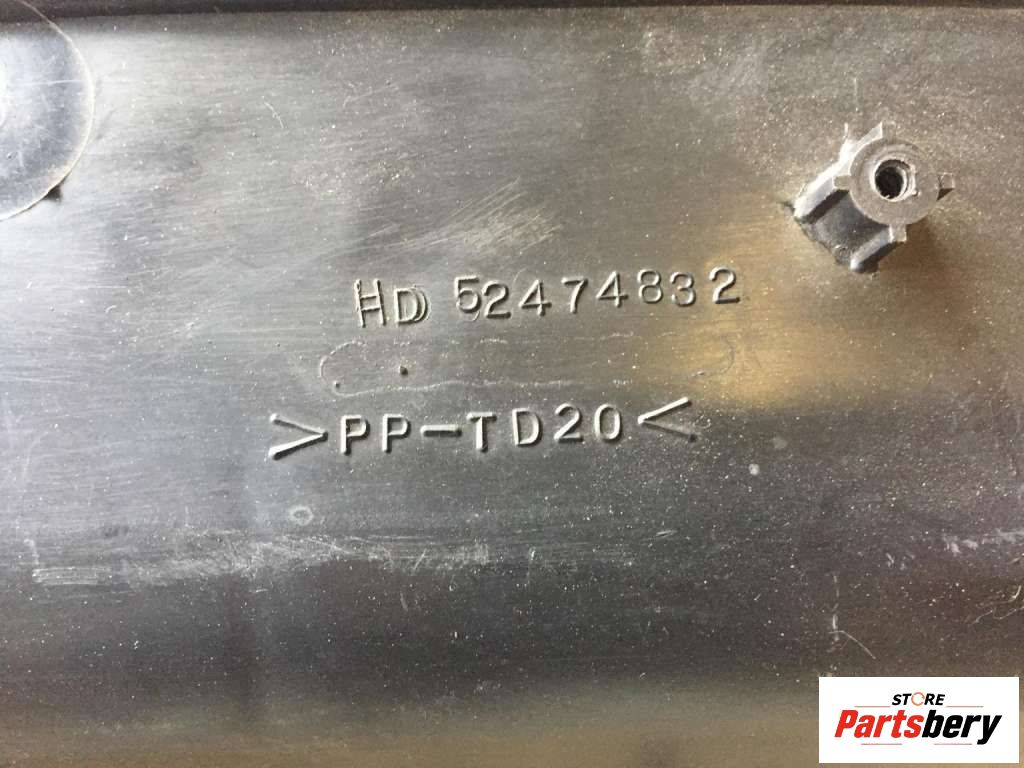 HD 52474832
>PP-TD20<
STORE
Partsbery